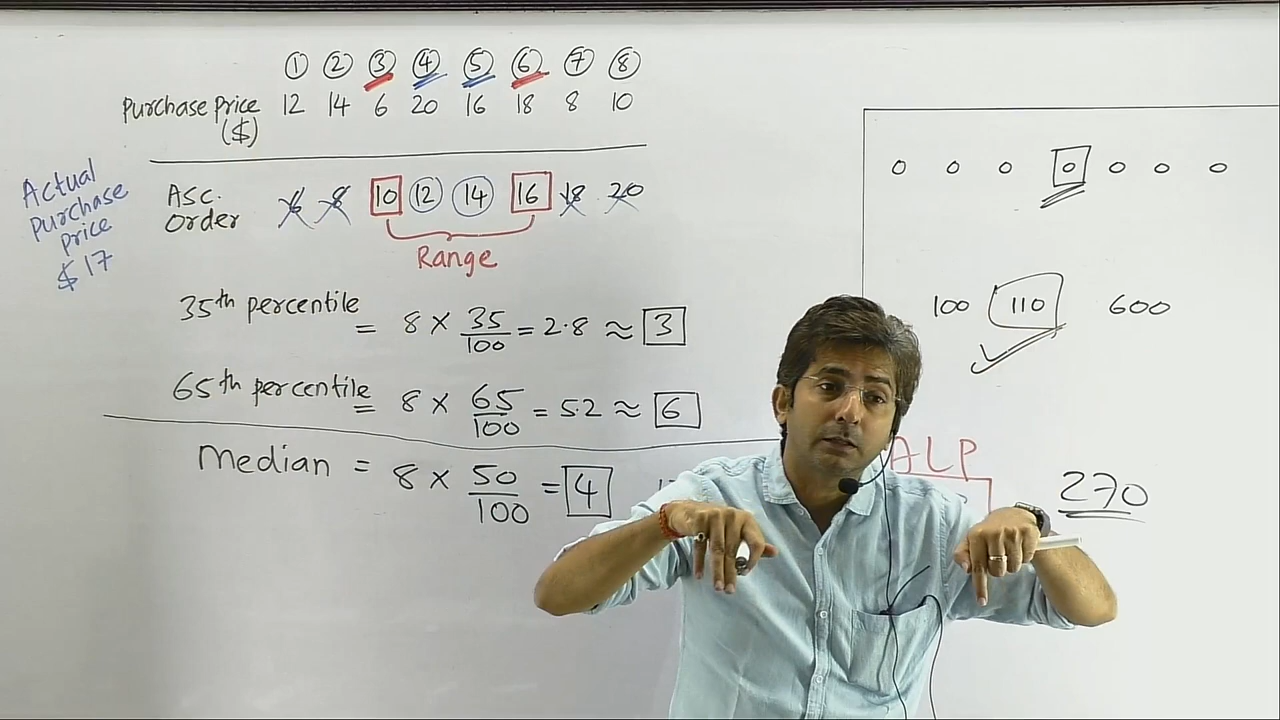 ① ② ③ ④ ⑤ ⑥ ⑦ ⑧
Purchase Price 12 14 6 20 16 18 8 10
($)
Actual
Purchase
Price
$17
Asc. Order 6 8 10 12 14 16 18 20
Range
35th percentile = 8 × 35/100 = 2.8 ≈ 3
65th percentile = 8 × 65/100 = 5.2 ≈ 6
Median = 8 × 50/100 = 4
0 0 0 0 0 0 0
100 110 600
ALP
270